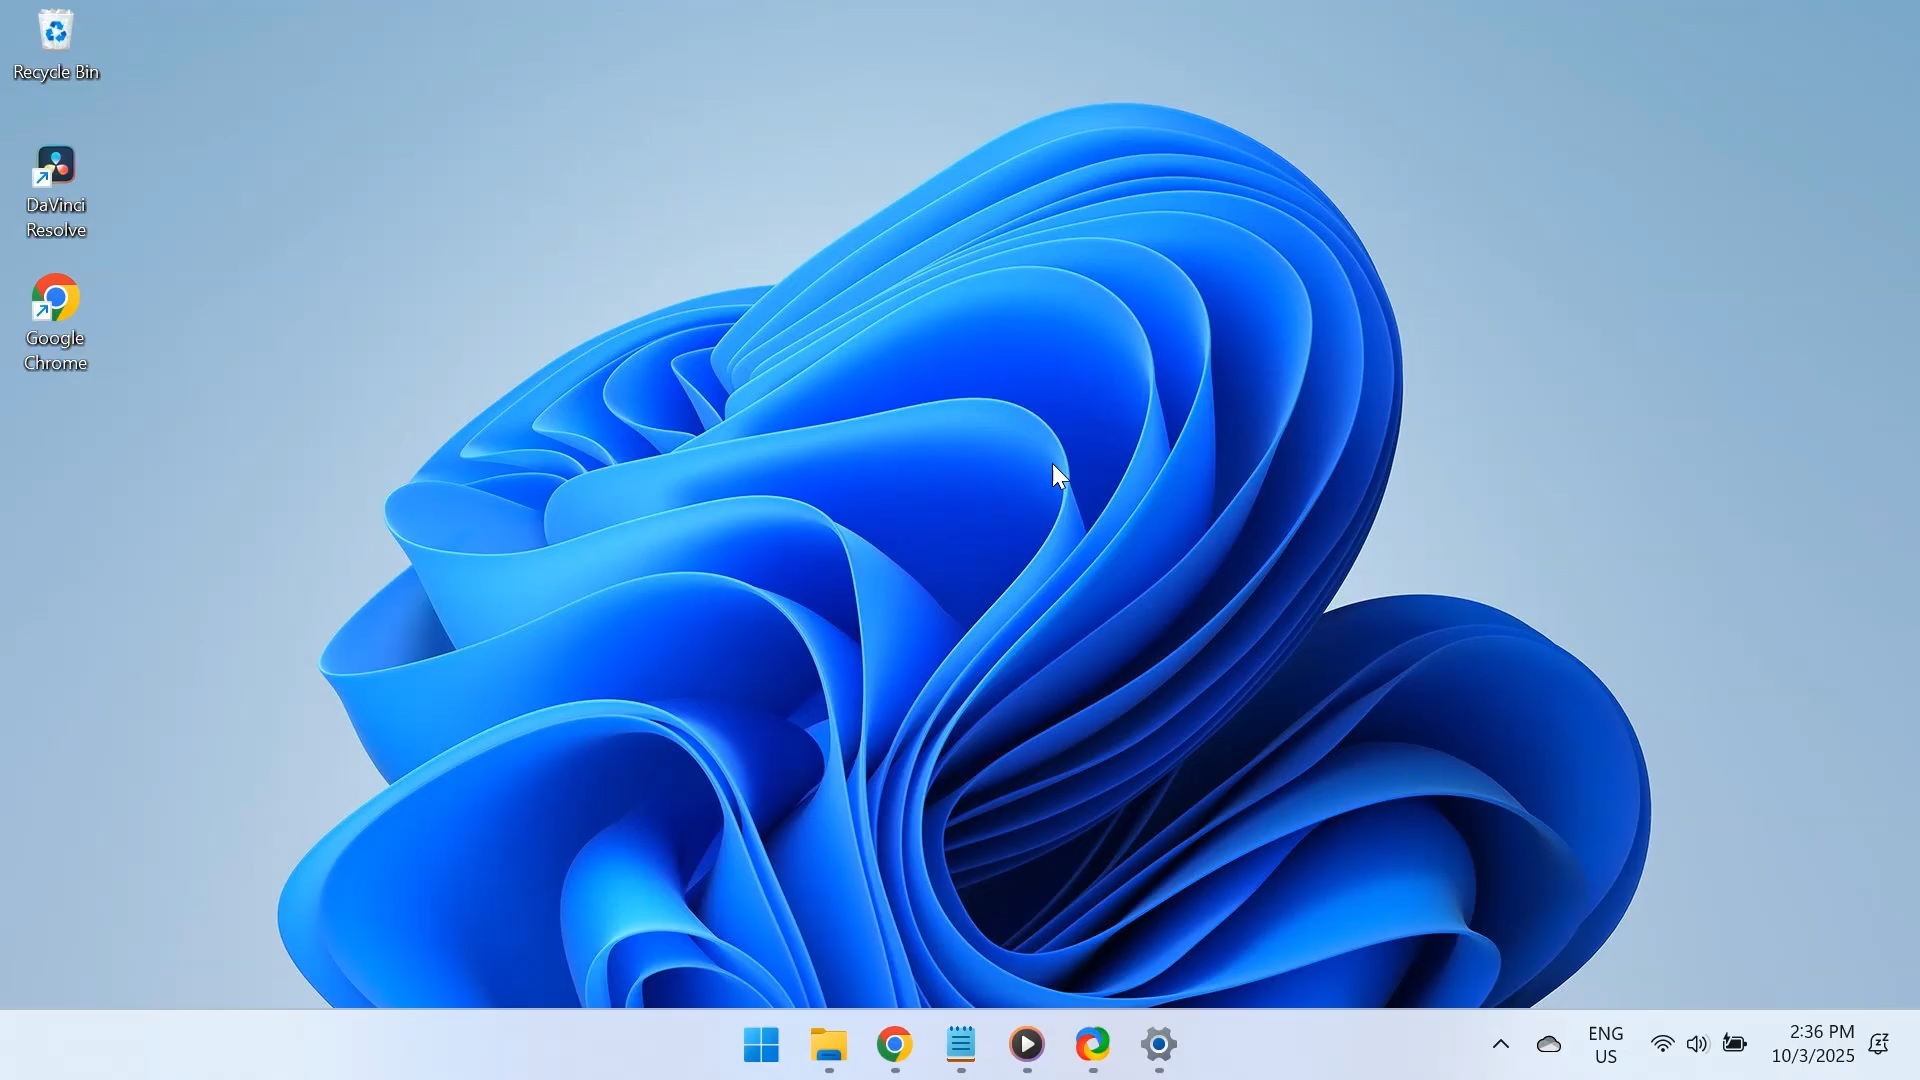 Recycle Bin
DaVinci
Resolve
Google
Chrome
ENG
US
2:36 PM
10/3/2025